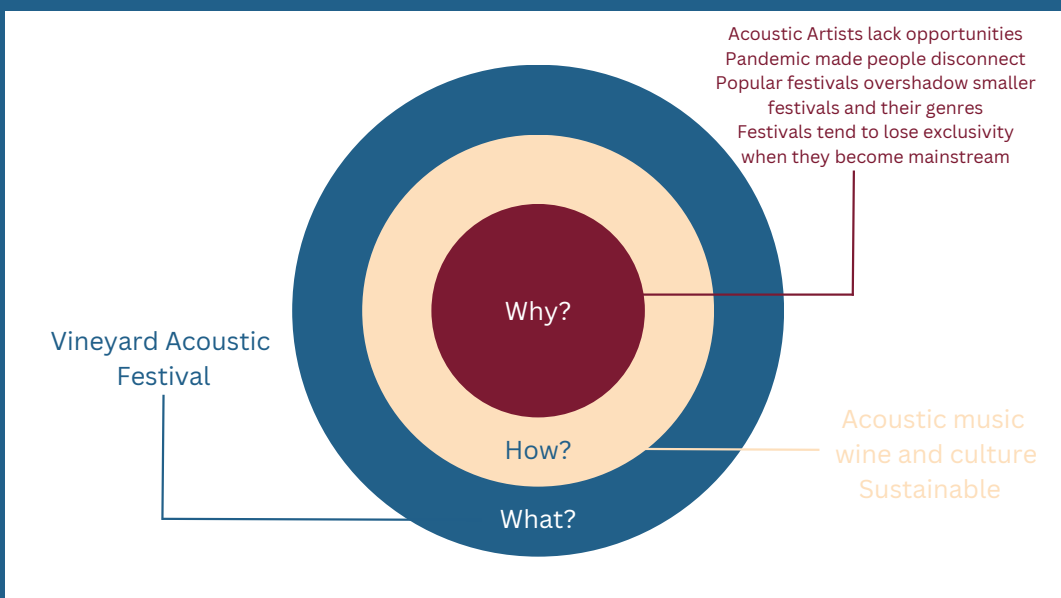 Acoustic Artists lack opportunities
Pandemic made people disconnect
Popular festivals overshadow smaller
festivals and their genres
Festivals tend to lose exclusivity
when they become mainstream
Why?
Vineyard Acoustic
Festival
How?
Acoustic music
wine and culture
Sustainable
What?